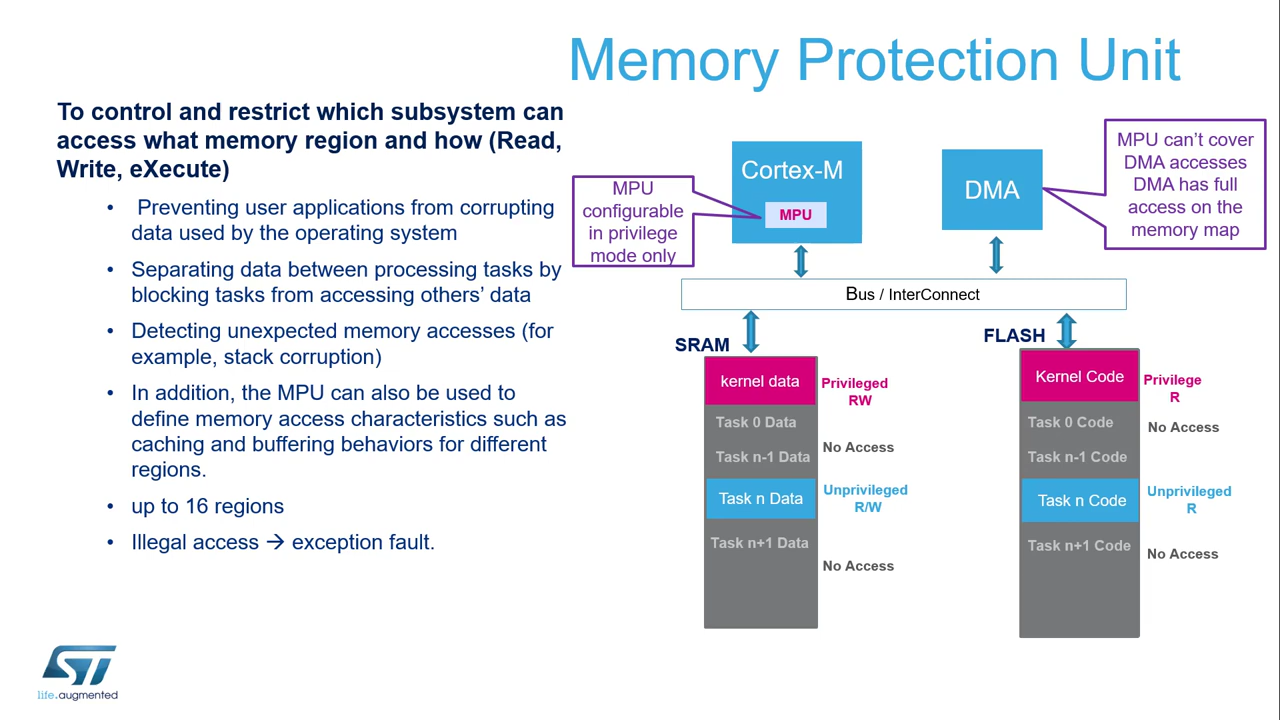 Memory Protection Unit
To control and restrict which subsystem can
access what memory region and how (Read,
Write, eXecute)
• Preventing user applications from corrupting
data used by the operating system
• Separating data between processing tasks by
blocking tasks from accessing others’ data
• Detecting unexpected memory accesses (for
example, stack corruption)
• In addition, the MPU can also be used to
define memory access characteristics such as
caching and buffering behaviors for different
regions.
• up to 16 regions
• Illegal access → exception fault.
MPU
configurable
in privilege
mode only
Cortex-M
MPU
DMA
MPU can’t cover
DMA accesses
DMA has full
access on the
memory map
Bus / InterConnect
SRAM
kernel data
Privileged
RW
Task 0 Data
No Access
Task n-1 Data
Task n Data
Unprivileged
R/W
Task n+1 Data
No Access
FLASH
Kernel Code
Privilege
R
Task 0 Code
No Access
Task n-1 Code
Task n Code
Unprivileged
R
Task n+1 Code
No Access
ST
life.augmented